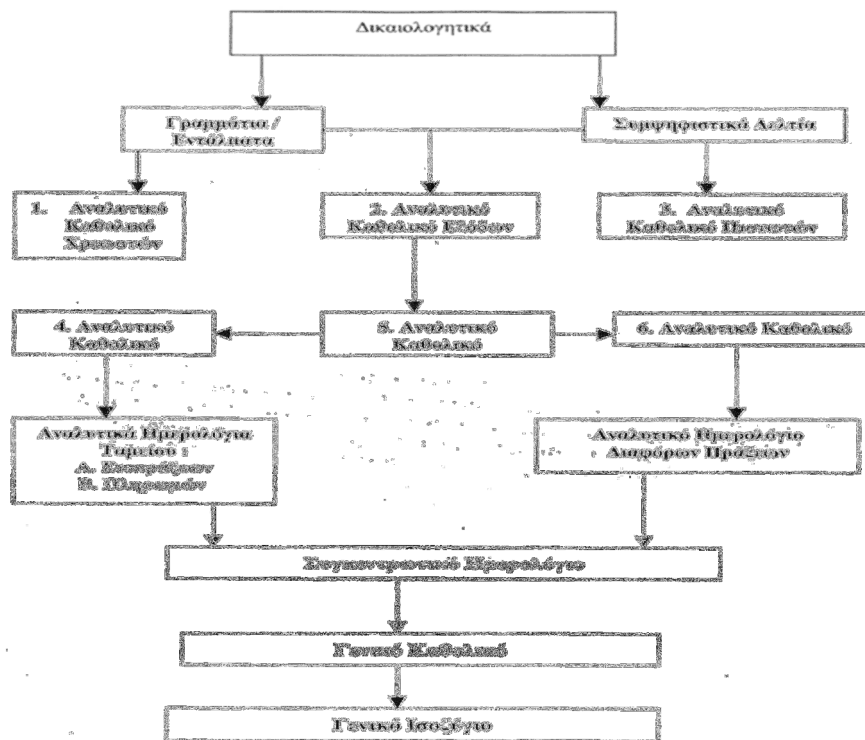 Δικαιολογητικά
Γραμμάτια /
Εντάλματα
Συμψηφιστικά Δελτία
1. Αναλυτικό
Καθολικό
Χρεωστών
2. Αναλυτικό
Καθολικό Εξόδων
3. Αναλυτικό
Καθολικό Πιστωτών
4. Αναλυτικό
Καθολικό
5. Αναλυτικό
Καθολικό
6. Αναλυτικό Καθολικό
Αναλυτικά Ημερολόγια
Ταμείου :
Α. Εισπράξεων
Β. Πληρωμών
Αναλυτικό Ημερολόγιο
Διαφόρων Πράξεων
Συγκεντρωτικό Ημερολόγιο
Γενικό Καθολικό
Γενικό Ισοζύγιο